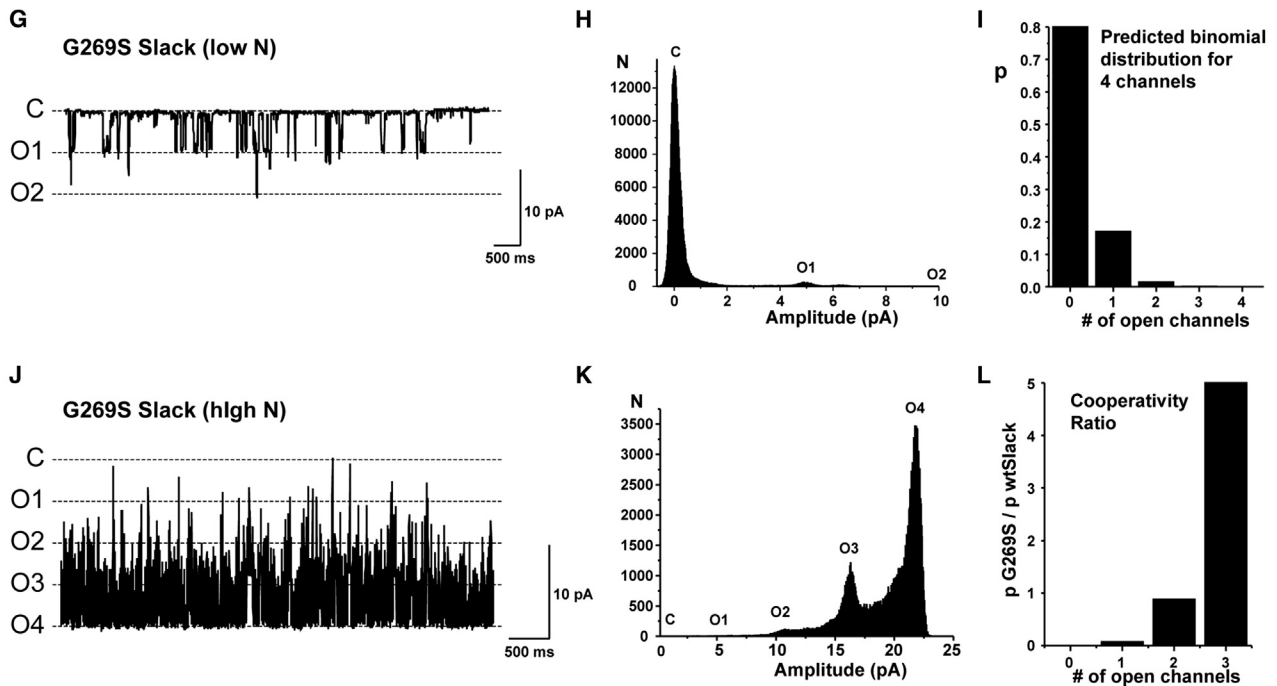 G
G269S Slack (low N)
C
O1
O2
10 pA
500 ms
H
N
C
12000
10000
8000
6000
4000
2000
0
O1
O2
0 2 4 6 8 10
Amplitude (pA)
I
p
Predicted binomial
distribution for
4 channels
0.8
0.7
0.6
0.5
0.4
0.3
0.2
0.1
0.0
0 1 2 3 4
# of open channels
J
G269S Slack (hIgh N)
C
O1
O2
O3
O4
10 pA
500 ms
K
N
3500
3000
2500
2000
1500
1000
500
0
C O1 O2 O3 O4
0 5 10 15 20 25
Amplitude (pA)
L
p G269S / p wtSlack
Cooperativity
Ratio
5
4
3
2
1
0
0 1 2 3
# of open channels